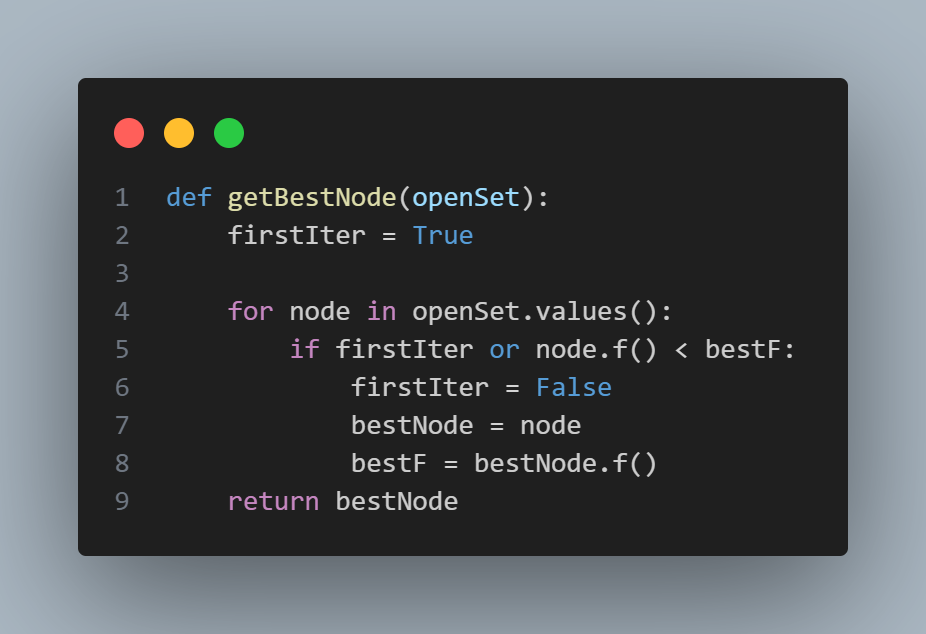 1 def getBestNode(openSet):
2     firstIter = True
3
4     for node in openSet.values():
5         if firstIter or node.f() < bestF:
6             firstIter = False
7             bestNode = node
8             bestF = bestNode.f()
9     return bestNode